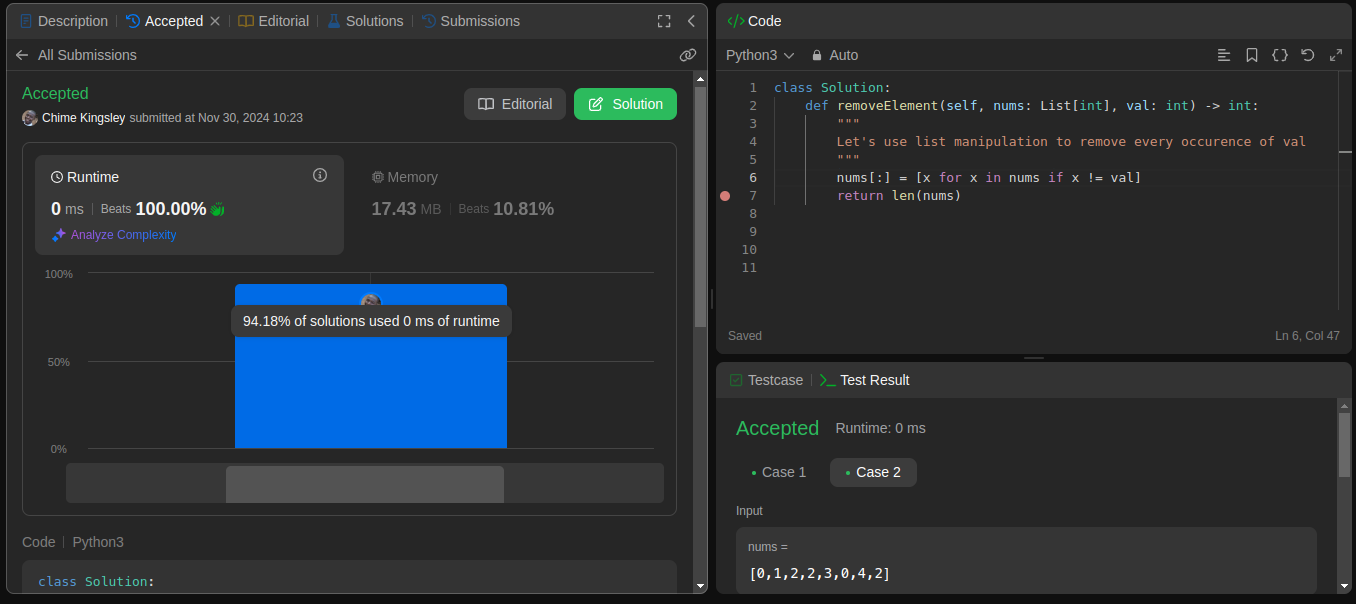 Description | Accepted × | Editorial | Solutions | Submissions
All Submissions
Accepted
Chime Kingsley submitted at Nov 30, 2024 10:23
Editorial
Solution
Runtime
0 ms | Beats 100.00%
Analyze Complexity
Memory
17.43 MB | Beats 10.81%
100%
94.18% of solutions used 0 ms of runtime
50%
0%
Code | Python3
class Solution:
</> Code
Python3 Auto
1 class Solution:
2 def removeElement(self, nums: List[int], val: int) -> int:
3 """
4 Let's use list manipulation to remove every occurence of val
5 """
6 nums[:] = [x for x in nums if x != val]
7 return len(nums)
8
9
10
11
Saved
Ln 6, Col 47
Testcase | >_ Test Result
Accepted Runtime: 0 ms
• Case 1 • Case 2
Input
nums =
[0,1,2,2,3,0,4,2]